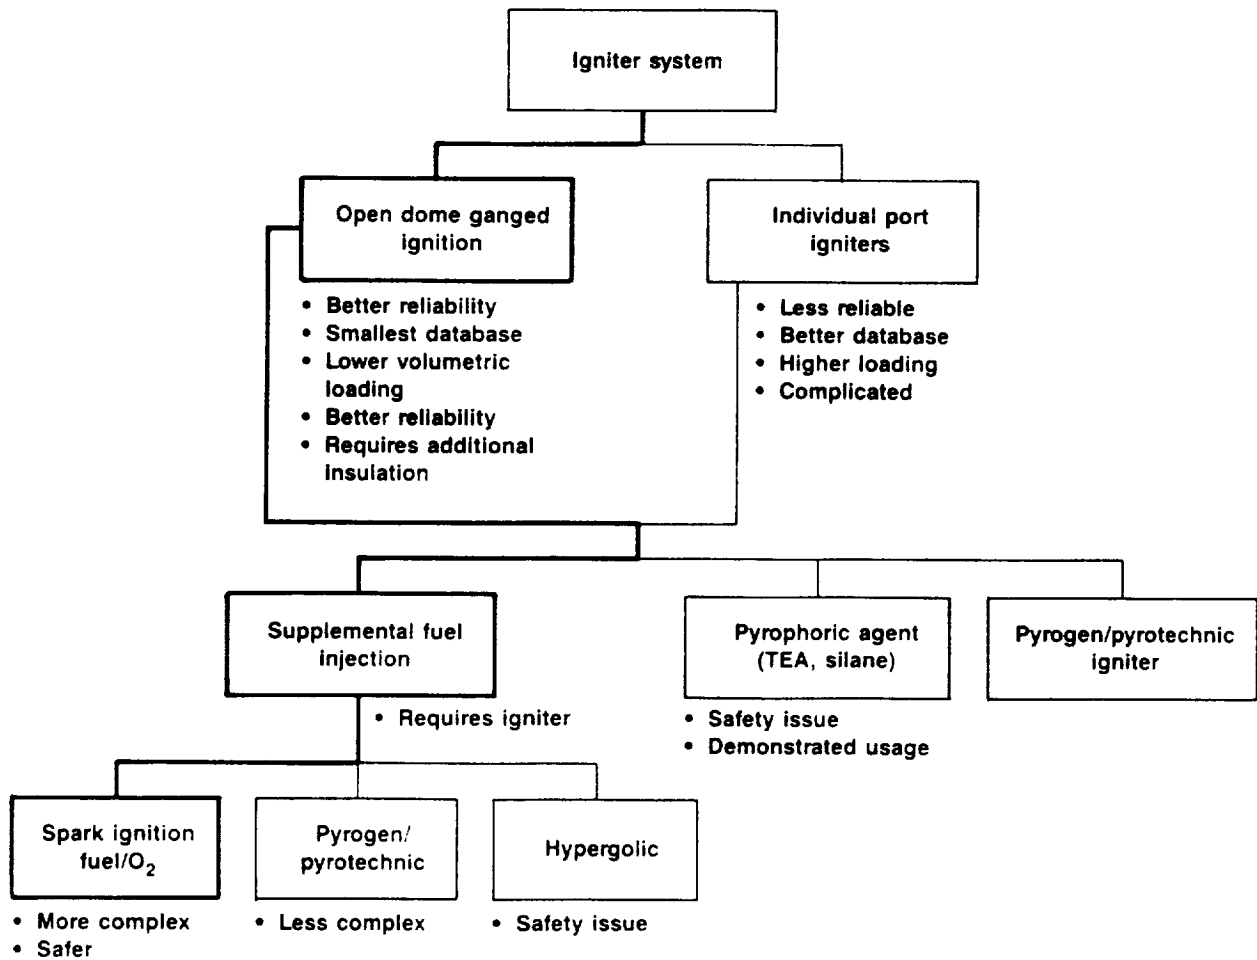 Igniter system
Open dome ganged
ignition
Individual port
igniters
• Better reliability
• Smallest database
• Lower volumetric
loading
• Better reliability
• Requires additional
insulation
• Less reliable
• Better database
• Higher loading
• Complicated
Supplemental fuel
injection
Pyrophoric agent
(TEA, silane)
Pyrogen/pyrotechnic
igniter
• Requires igniter
• Safety issue
• Demonstrated usage
Spark ignition
fuel/O₂
Pyrogen/
pyrotechnic
Hypergolic
• More complex
• Safer
• Less complex
• Safety issue